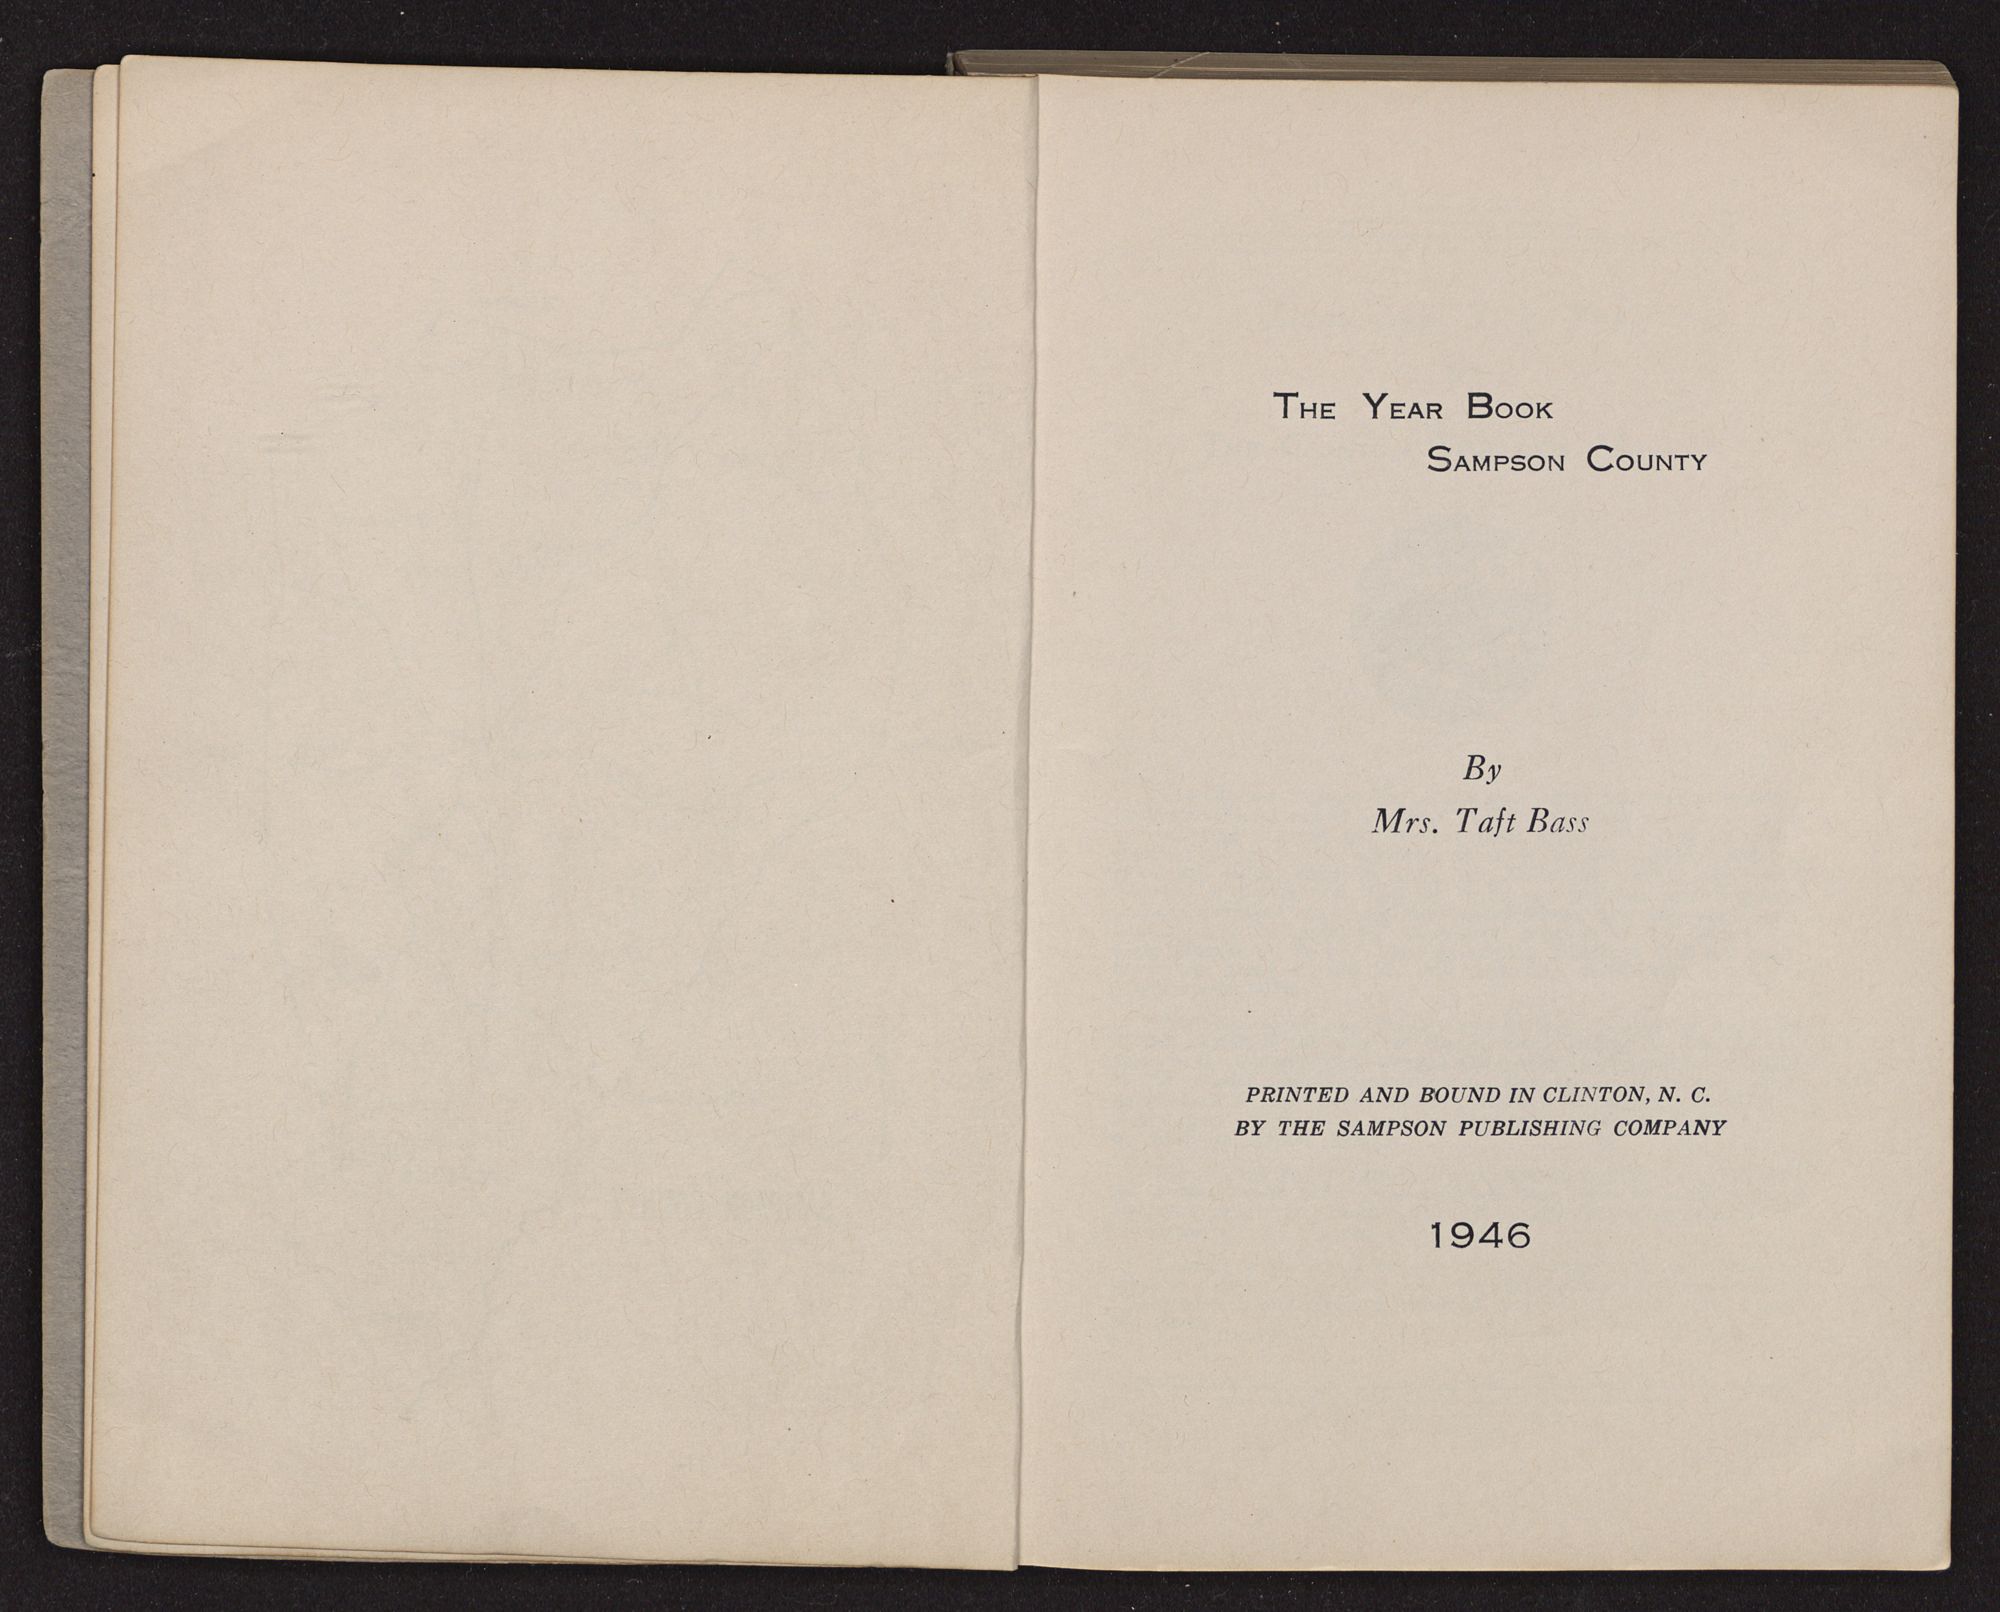 The Year Book
Sampson County
By
Mrs. Taft Bass
PRINTED AND BOUND IN CLINTON, N. C.
BY THE SAMPSON PUBLISHING COMPANY
1946